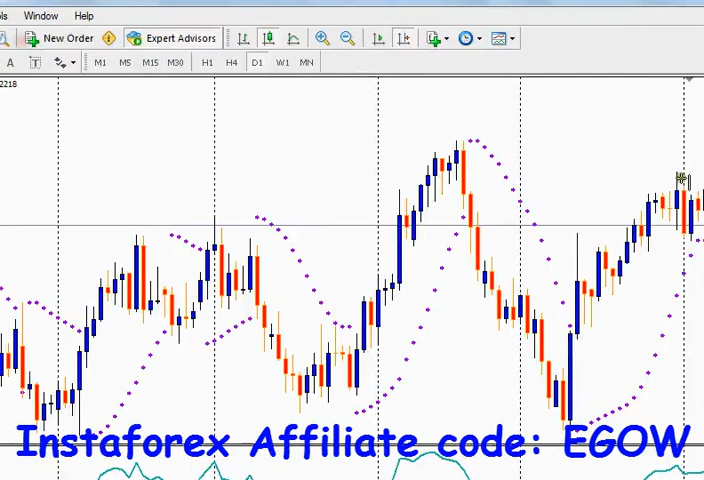 ols Window Help
New Order Expert Advisors
A T M1 M5 M15 M30 H1 H4 D1 W1 MN
2218
Instaforex Affiliate code: EGOW